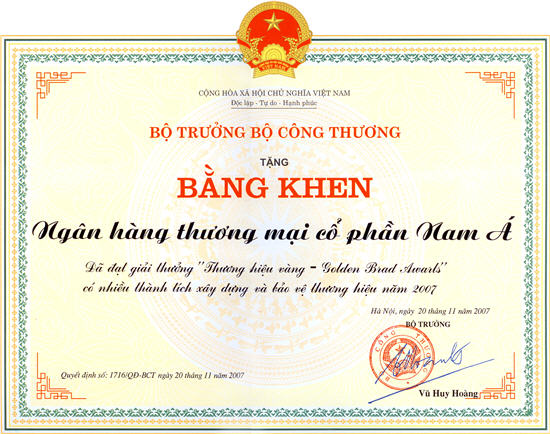 CỘNG HÒA XÃ HỘI CHỦ NGHĨA VIỆT NAM
Độc lập - Tự do - Hạnh phúc
BỘ TRƯỞNG BỘ CÔNG THƯƠNG
TẶNG
BẰNG KHEN
Ngân hàng thương mại cổ phần Nam Á
Đã đạt giải thưởng "Thương hiệu vàng - Golden Brad Awards"
có nhiều thành tích xây dựng và bảo vệ thương hiệu năm 2007
Hà Nội, ngày 20 tháng 11 năm 2007
BỘ TRƯỞNG
BỘ CÔNG THƯƠNG
Quyết định số: 1716/QĐ-BCT ngày 20 tháng 11 năm 2007
Vũ Huy Hoàng